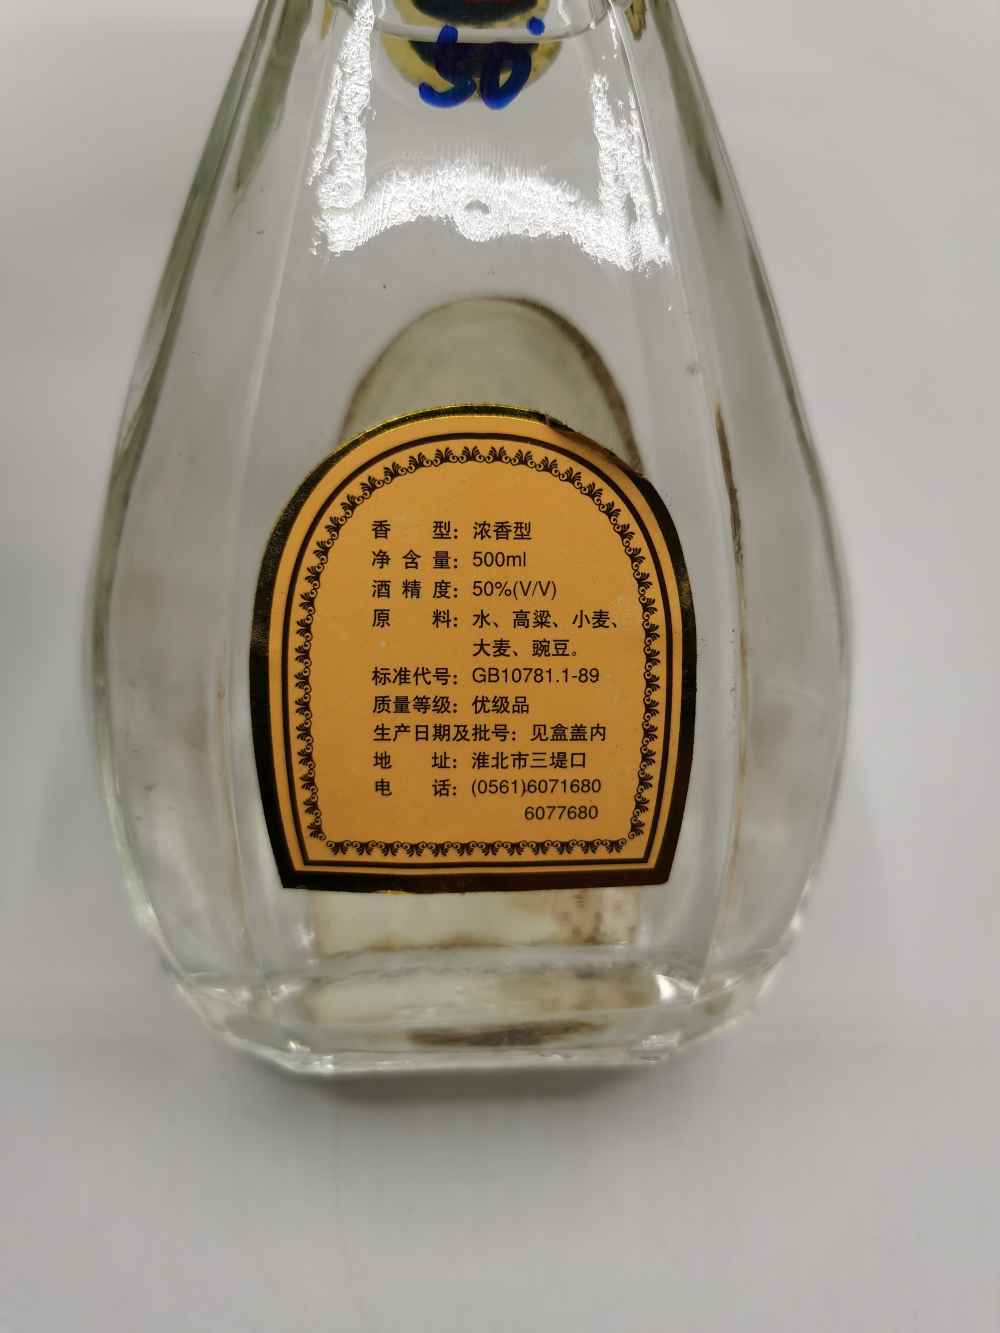 50
香 型：浓香型
净含量：500ml
酒精度：50%(V/V)
原 料：水、高粱、小麦、
大麦、豌豆。
标准代号：GB10781.1-89
质量等级：优级品
生产日期及批号：见盒盖内
地 址：淮北市三堤口
电 话：(0561)6071680
6077680